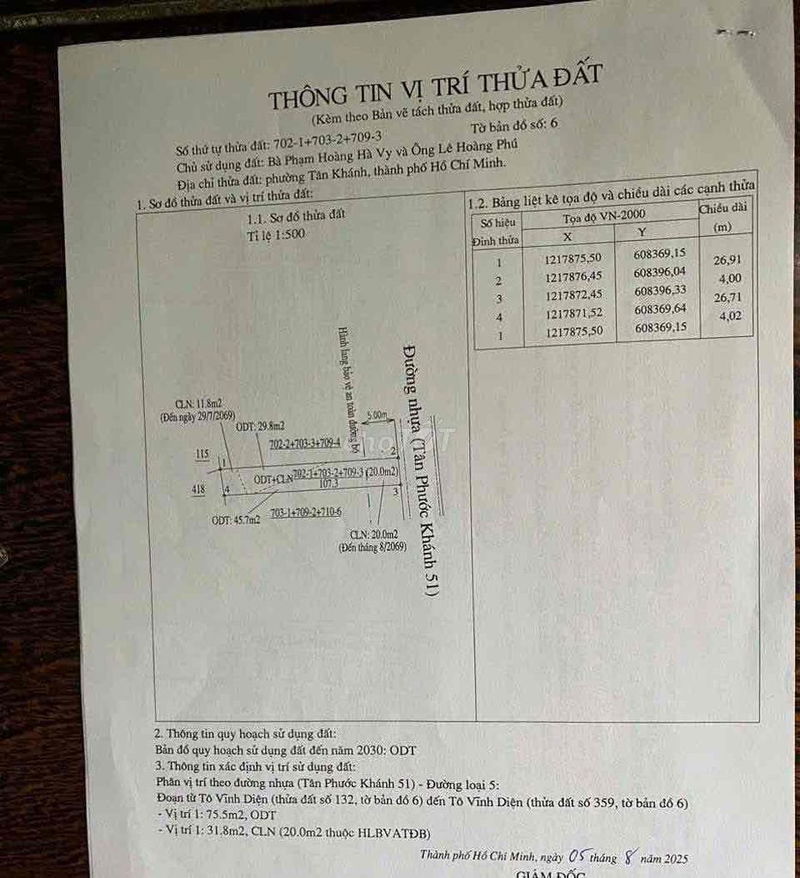 THÔNG TIN VỊ TRÍ THỬA ĐẤT
(Kèm theo Bản vẽ tách thửa đất, hợp thửa đất)
Số thứ tự thửa đất: 702-1+703-2+709-3 Tờ bản đồ số: 6
Chủ sử dụng đất: Bà Phạm Hoàng Hà Vy và Ông Lê Hoàng Phú
Địa chỉ thửa đất: phường Tân Khánh, thành phố Hồ Chí Minh.
1. Sơ đồ thửa đất và vị trí thửa đất:
1.1. Sơ đồ thửa đất
Tỉ lệ 1:500
1.2. Bảng liệt kê tọa độ và chiều dài các cạnh thửa
Số hiệu Đỉnh thửa Tọa độ VN-2000 Chiều dài (m)
X Y
1 1217875,50 608369,15
26,91
2 1217876,45 608396,04
4,00
3 1217872,45 608396,33
26,71
4 1217871,52 608369,64
4,02
1 1217875,50 608369,15
Hành lang bảo vệ an toàn đường bộ
Đường nhựa (Tân Phước Khánh 51)
CLN: 11.8m2
(Đến ngày 29/7/2069)
ODT: 29.8m2
5.00m
702-2+703-3+709-4
115
1
2
ODT+CLN 702-1+703-2+709-3 (20.0m2)
107.3
418
4
3
ODT: 45.7m2
703-1+709-2+710-6
CLN: 20.0m2
(Đến tháng 8/2069)
2. Thông tin quy hoạch sử dụng đất:
Bản đồ quy hoạch sử dụng đất đến năm 2030: ODT
3. Thông tin xác định vị trí sử dụng đất:
Phân vị trí theo đường nhựa (Tân Phước Khánh 51) - Đường loại 5:
Đoạn từ Tô Vĩnh Diện (thửa đất số 132, tờ bản đồ 6) đến Tô Vĩnh Diện (thửa đất số 359, tờ bản đồ 6)
- Vị trí 1: 75.5m2, ODT
- Vị trí 1: 31.8m2, CLN (20.0m2 thuộc HLBVATĐB)
Thành phố Hồ Chí Minh, ngày 05 tháng 8 năm 2025
GIÁM ĐỐC